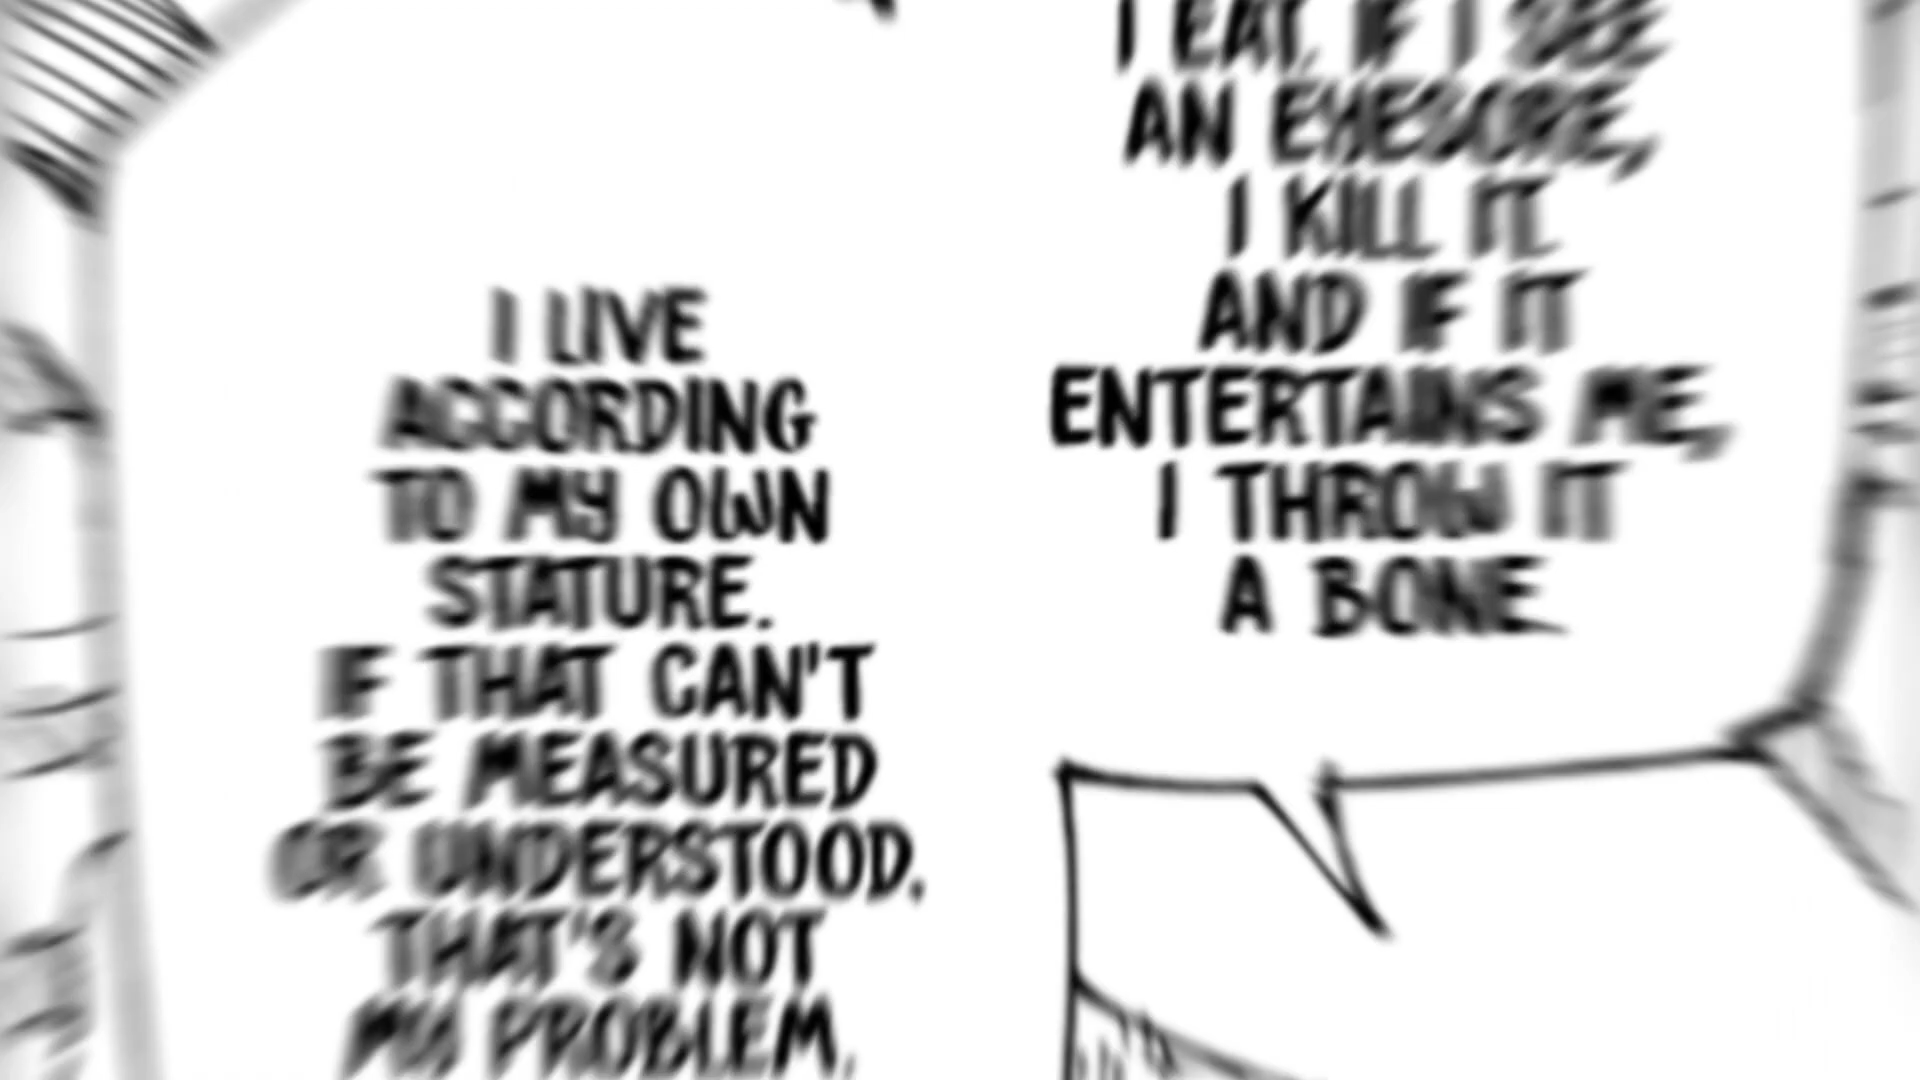 I EAT. IF I SEE
AN EYESORE,
I KILL IT.
AND IF IT
ENTERTAINS ME,
I THROW IT
A BONE.
I LIVE
ACCORDING
TO MY OWN
STATURE.
IF THAT CAN'T
BE MEASURED
OR UNDERSTOOD,
THAT'S NOT
MY PROBLEM.